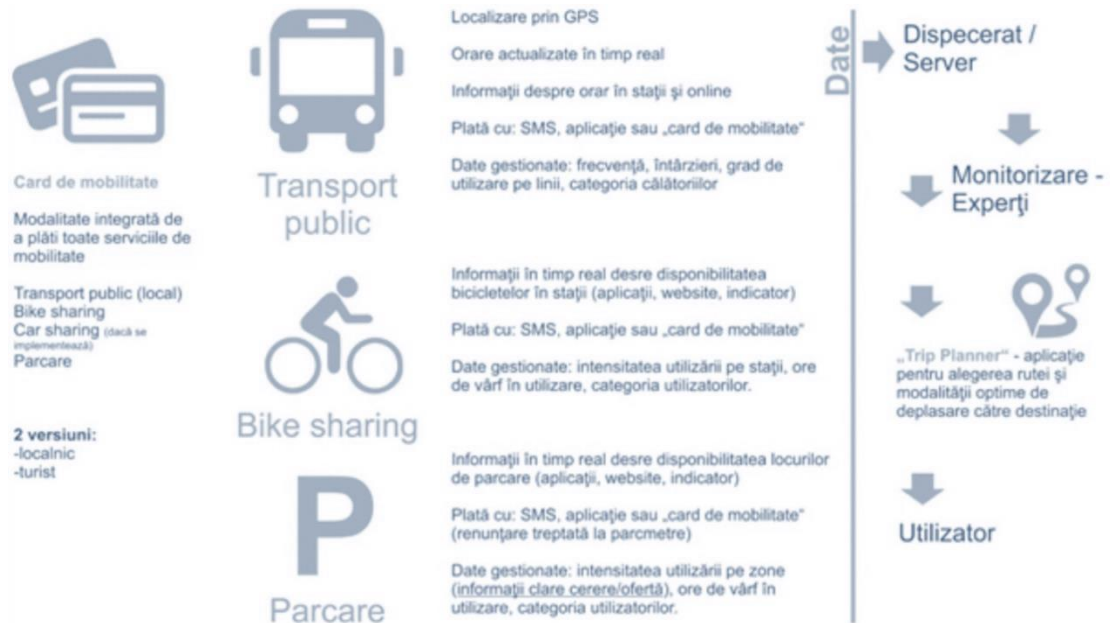 Card de mobilitate
Modalitate integrată de
a plăti toate serviciile de
mobilitate
Transport public (local)
Bike sharing
Car sharing (dacă se
implementează)
Parcare
2 versiuni:
-localnic
-turist
Transport
public
Localizare prin GPS
Orare actualizate în timp real
Informaţii despre orar în staţii şi online
Plată cu: SMS, aplicaţie sau „card de mobilitate“
Date gestionate: frecvenţă, întârzieri, grad de
utilizare pe linii, categoria călătoriilor
Bike sharing
Informaţii în timp real desre disponibilitatea
bicicletelor în staţii (aplicaţii, website, indicator)
Plată cu: SMS, aplicaţie sau „card de mobilitate“
Date gestionate: intensitatea utilizării pe staţii, ore
de vârf în utilizare, categoria utilizatorilor.
P
Parcare
Informaţii în timp real desre disponibilitatea locurilor
de parcare (aplicaţii, website, indicator)
Plată cu: SMS, aplicaţie sau „card de mobilitate“
(renunţare treptată la parcmetre)
Date gestionate: intensitatea utilizării pe zone
(informaţii clare cerere/ofertă), ore de vârf în
utilizare, categoria utilizatorilor.
Date
Dispecerat /
Server
Monitorizare -
Experţi
„Trip Planner“ - aplicaţie
pentru alegerea rutei şi
modalităţii optime de
deplasare către destinaţie
Utilizator